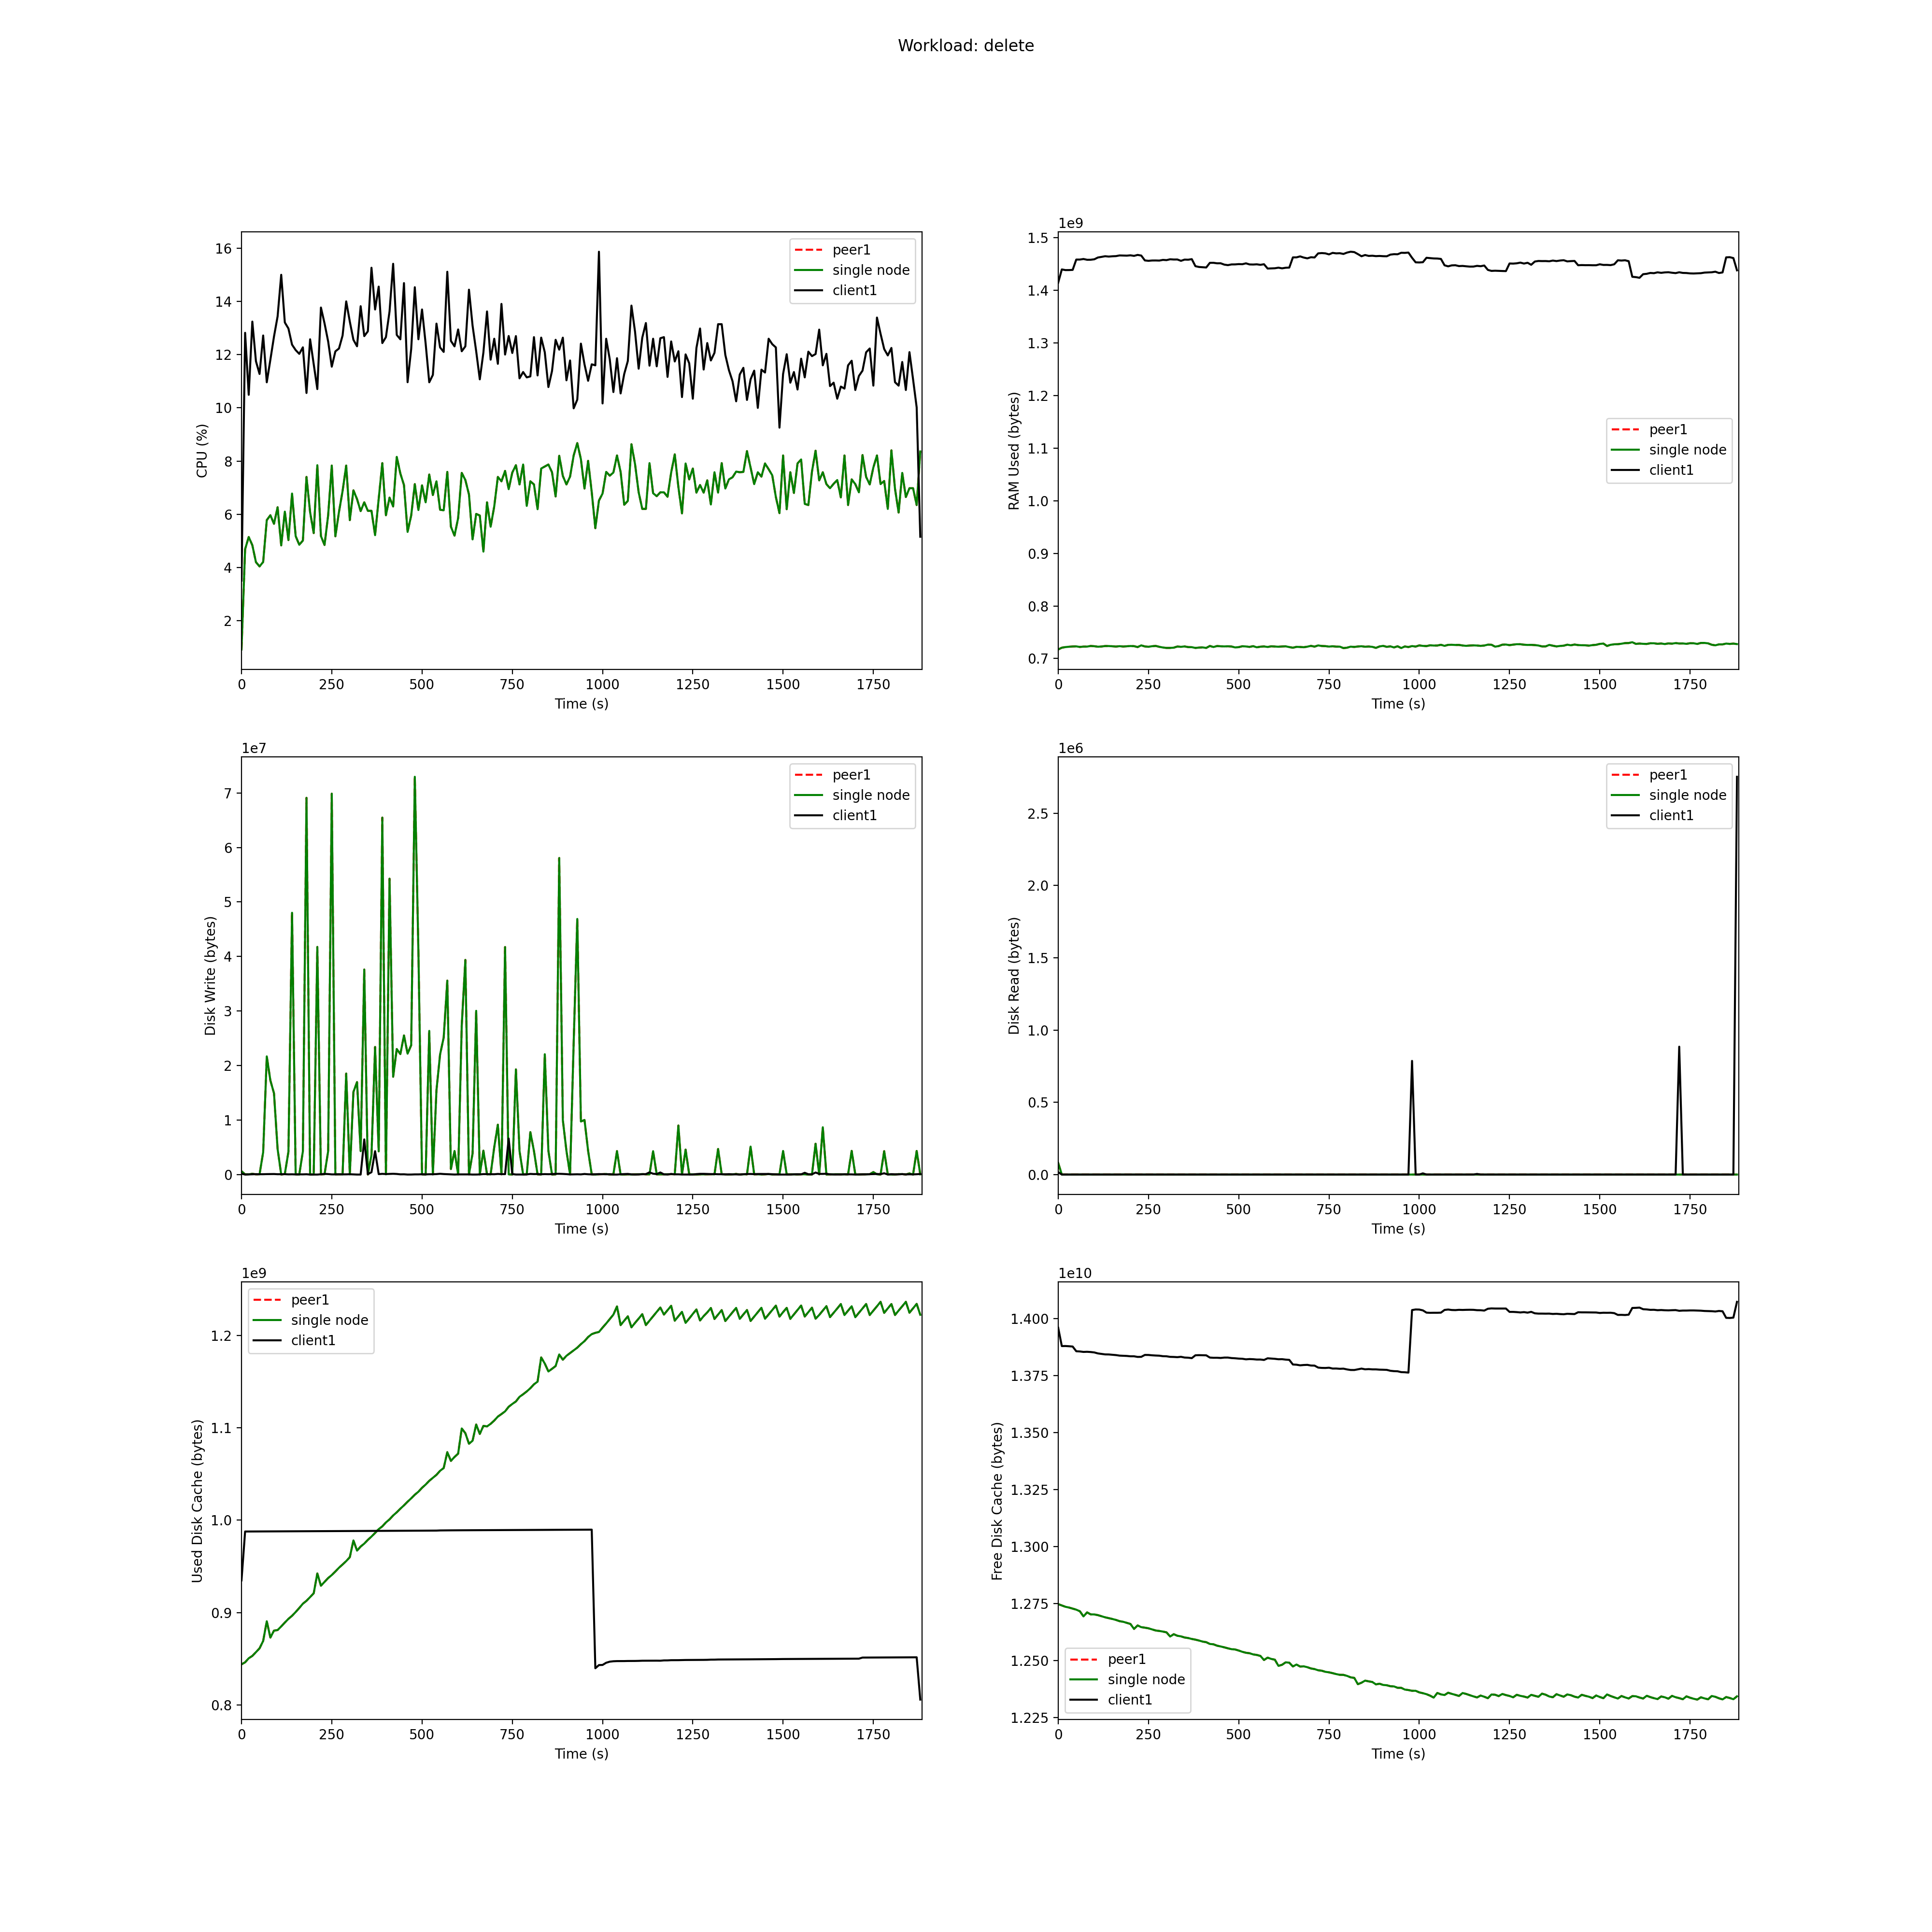 Workload: delete
16
14
12
10
8
6
4
2
CPU (%)
0 250 500 750 1000 1250 1500 1750
Time (s)
peer1
single node
client1
1e9
1.5
1.4
1.3
1.2
1.1
1.0
0.9
0.8
0.7
RAM Used (bytes)
0 250 500 750 1000 1250 1500 1750
Time (s)
peer1
single node
client1
1e7
7
6
5
4
3
2
1
0
Disk Write (bytes)
0 250 500 750 1000 1250 1500 1750
Time (s)
peer1
single node
client1
1e6
2.5
2.0
1.5
1.0
0.5
0.0
Disk Read (bytes)
0 250 500 750 1000 1250 1500 1750
Time (s)
peer1
single node
client1
1e9
1.2
1.1
1.0
0.9
0.8
Used Disk Cache (bytes)
0 250 500 750 1000 1250 1500 1750
Time (s)
peer1
single node
client1
1e10
1.400
1.375
1.350
1.325
1.300
1.275
1.250
1.225
Free Disk Cache (bytes)
0 250 500 750 1000 1250 1500 1750
Time (s)
peer1
single node
client1